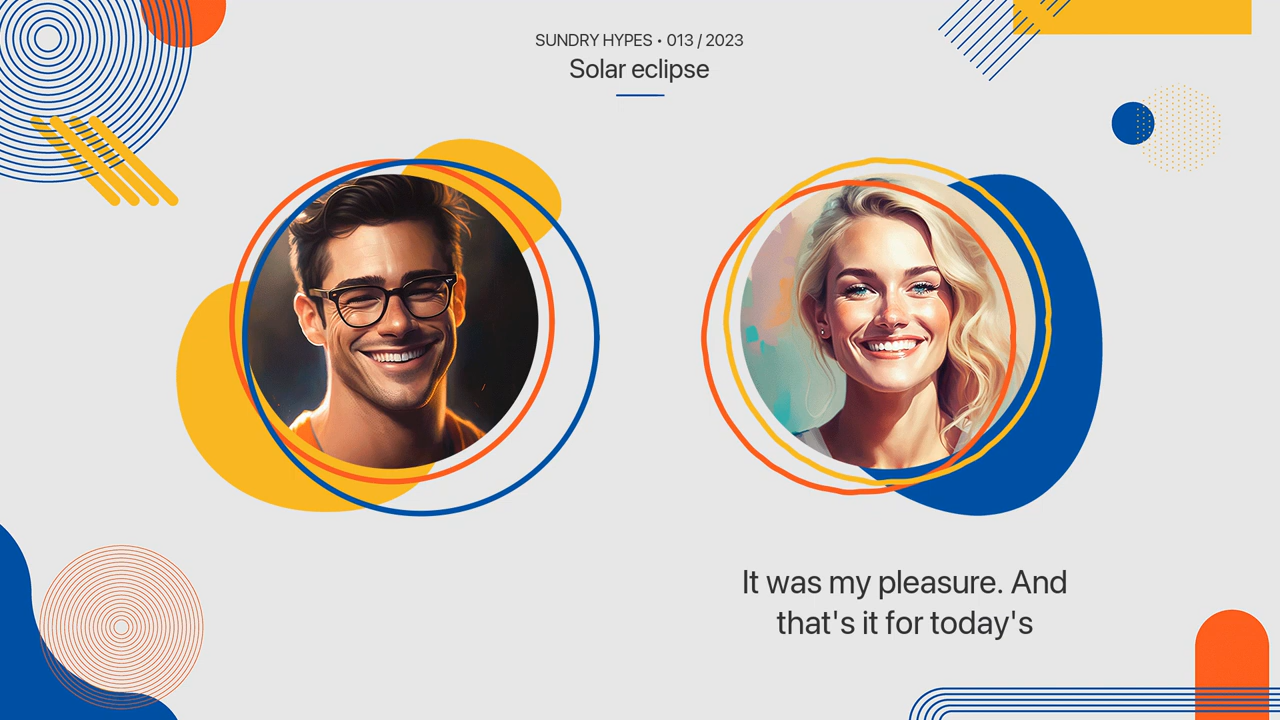 SUNDRY HYPES • 013 / 2023
Solar eclipse
It was my pleasure. And
that's it for today's